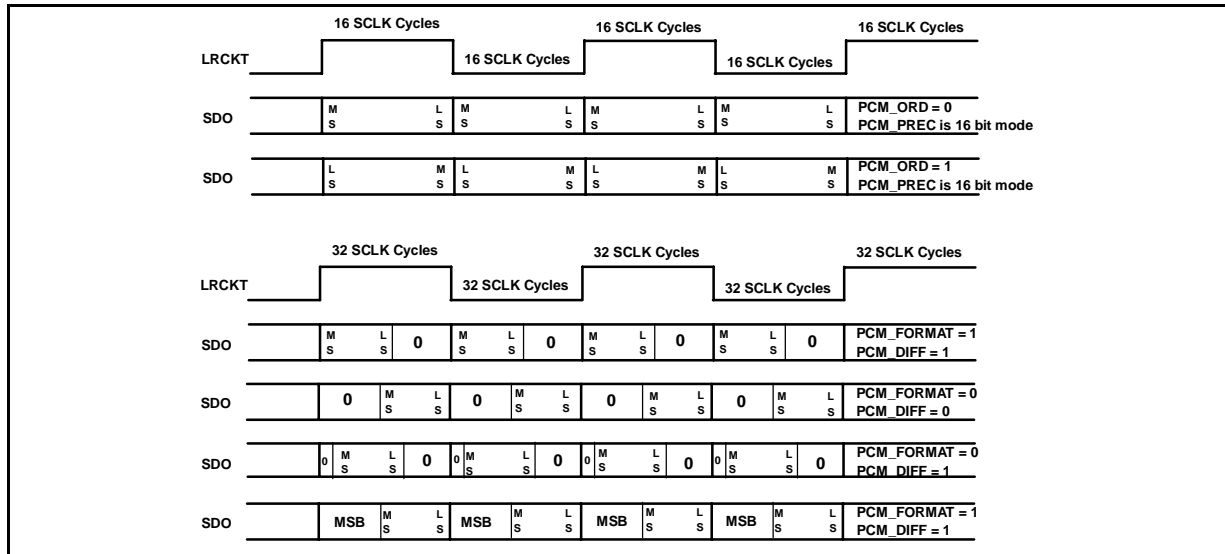 16 SCLK Cycles 16 SCLK Cycles 16 SCLK Cycles
LRCKT 16 SCLK Cycles 16 SCLK Cycles
SDO M L M L M L M L PCM_ORD = 0
S S S S S S S S PCM_PREC is 16 bit mode
SDO L M L M L M L M PCM_ORD = 1
S S S S S S S S PCM_PREC is 16 bit mode
32 SCLK Cycles 32 SCLK Cycles 32 SCLK Cycles
LRCKT 32 SCLK Cycles 32 SCLK Cycles
SDO M L 0 M L 0 M L 0 M L 0 PCM_FORMAT = 1
S S S S S S S S PCM_DIFF = 1
SDO 0 M L 0 M L 0 M L 0 M L PCM_FORMAT = 0
S S S S S S S S PCM_DIFF = 0
SDO 0 M L 0 0 M L 0 0 M L 0 0 M L 0 PCM_FORMAT = 0
S S S S S S S S PCM_DIFF = 1
SDO MSB M L MSB M L MSB M L MSB M L PCM_FORMAT = 1
S S S S S S S S PCM_DIFF = 1